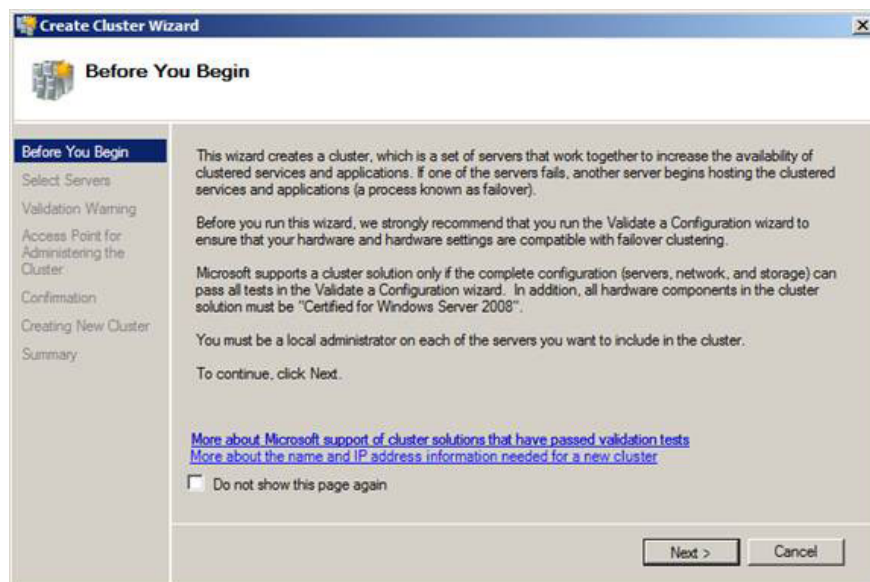 Create Cluster Wizard
Before You Begin
Before You Begin
Select Servers
Validation Warning
Access Point for
Administering the
Cluster
Confirmation
Creating New Cluster
Summary
This wizard creates a cluster, which is a set of servers that work together to increase the availability of
clustered services and applications. If one of the servers fails, another server begins hosting the clustered
services and applications (a process known as failover).
Before you run this wizard, we strongly recommend that you run the Validate a Configuration wizard to
ensure that your hardware and hardware settings are compatible with failover clustering.
Microsoft supports a cluster solution only if the complete configuration (servers, network, and storage) can
pass all tests in the Validate a Configuration wizard. In addition, all hardware components in the cluster
solution must be "Certified for Windows Server 2008".
You must be a local administrator on each of the servers you want to include in the cluster.
To continue, click Next.
More about Microsoft support of cluster solutions that have passed validation tests
More about the name and IP address information needed for a new cluster
Do not show this page again
Next >
Cancel